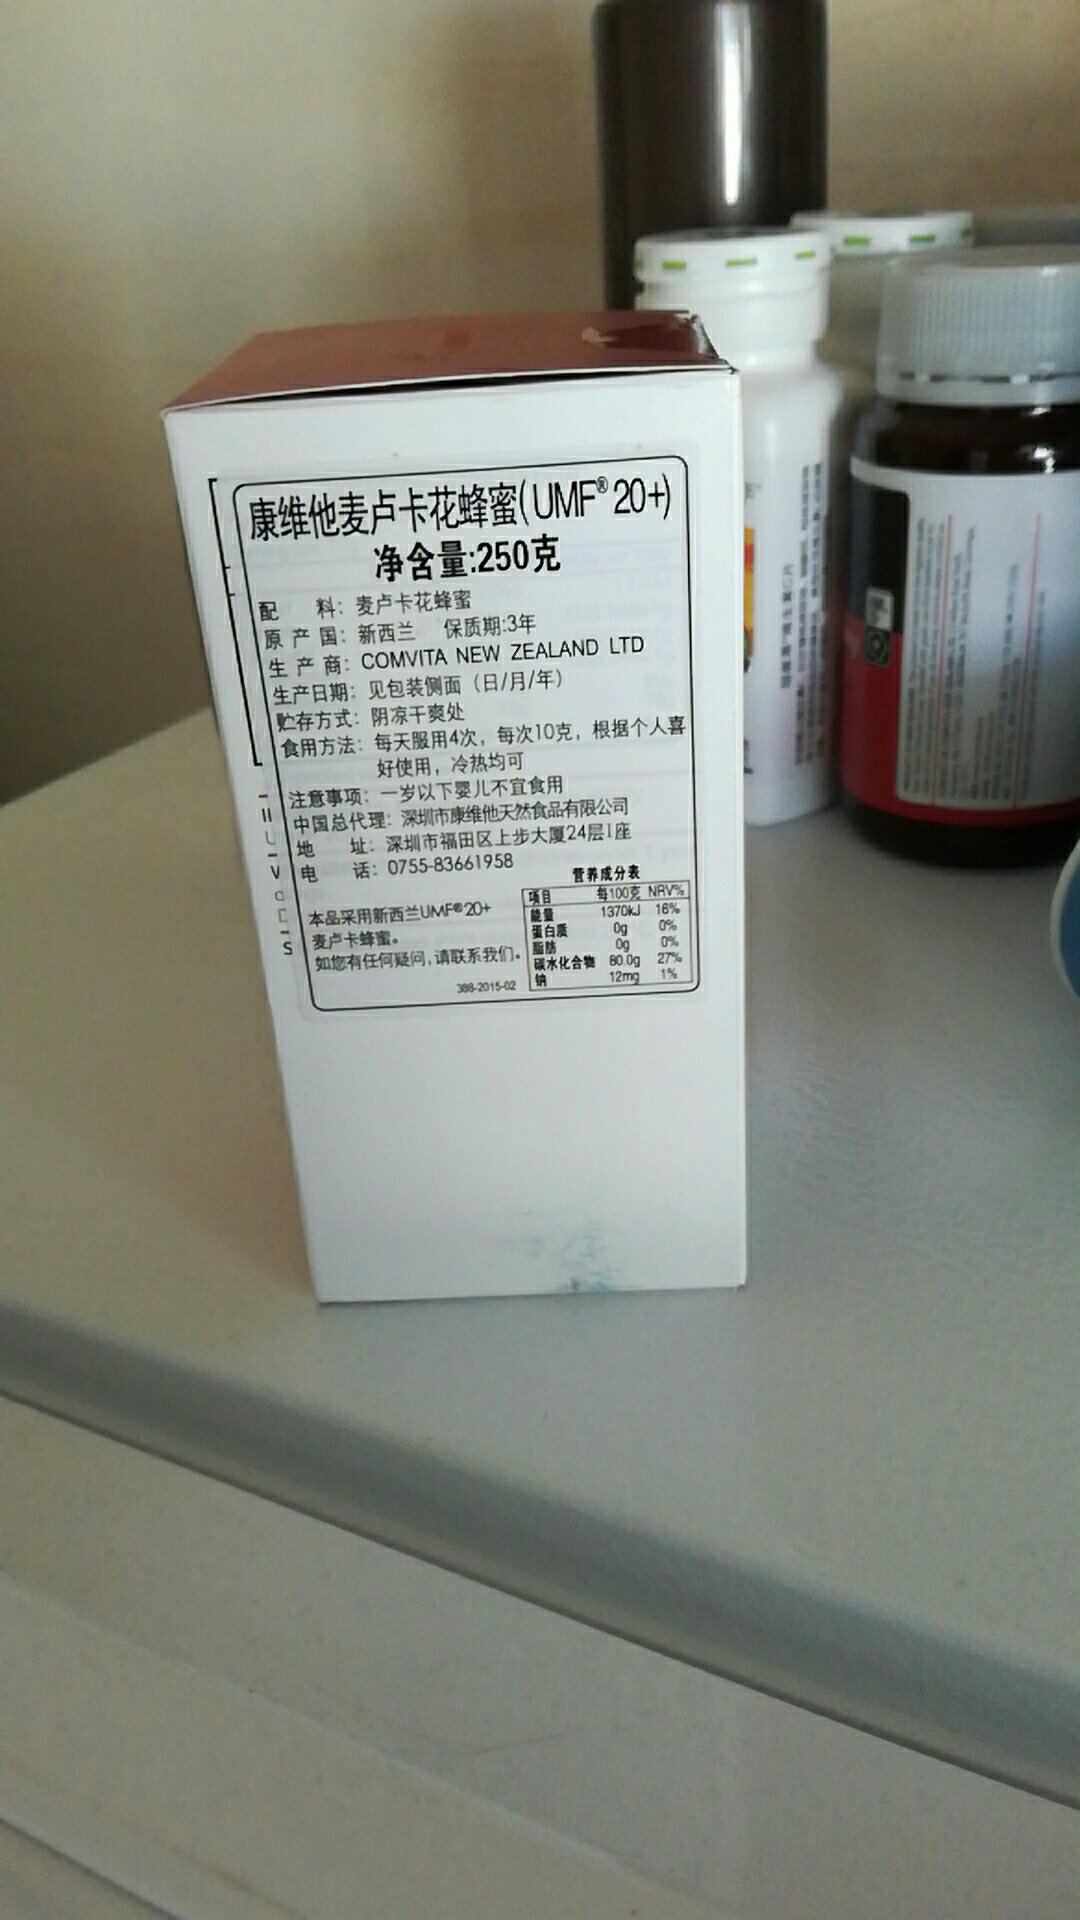 康维他麦卢卡花蜂蜜(UMF®20+)
净含量:250克
配 料: 麦卢卡花蜂蜜
原产国: 新西兰 保质期:3年
生产商: COMVITA NEW ZEALAND LTD
生产日期: 见包装侧面(日/月/年)
贮存方式: 阴凉干爽处
食用方法: 每天服用4次，每次10克，根据个人喜
好使用，冷热均可
注意事项: 一岁以下婴儿不宜食用
中国总代理: 深圳市康维他天然食品有限公司
地 址: 深圳市福田区上步大厦24层I座
电 话: 0755-83661958
本品采用新西兰UMF®20+
麦卢卡蜂蜜。
如您有任何疑问,请联系我们。
388-2015-02
营养成分表
项目 每100克 NRV%
能量 1370kJ 16%
蛋白质 0g 0%
脂肪 0g 0%
碳水化合物 80.0g 27%
钠 12mg 1%